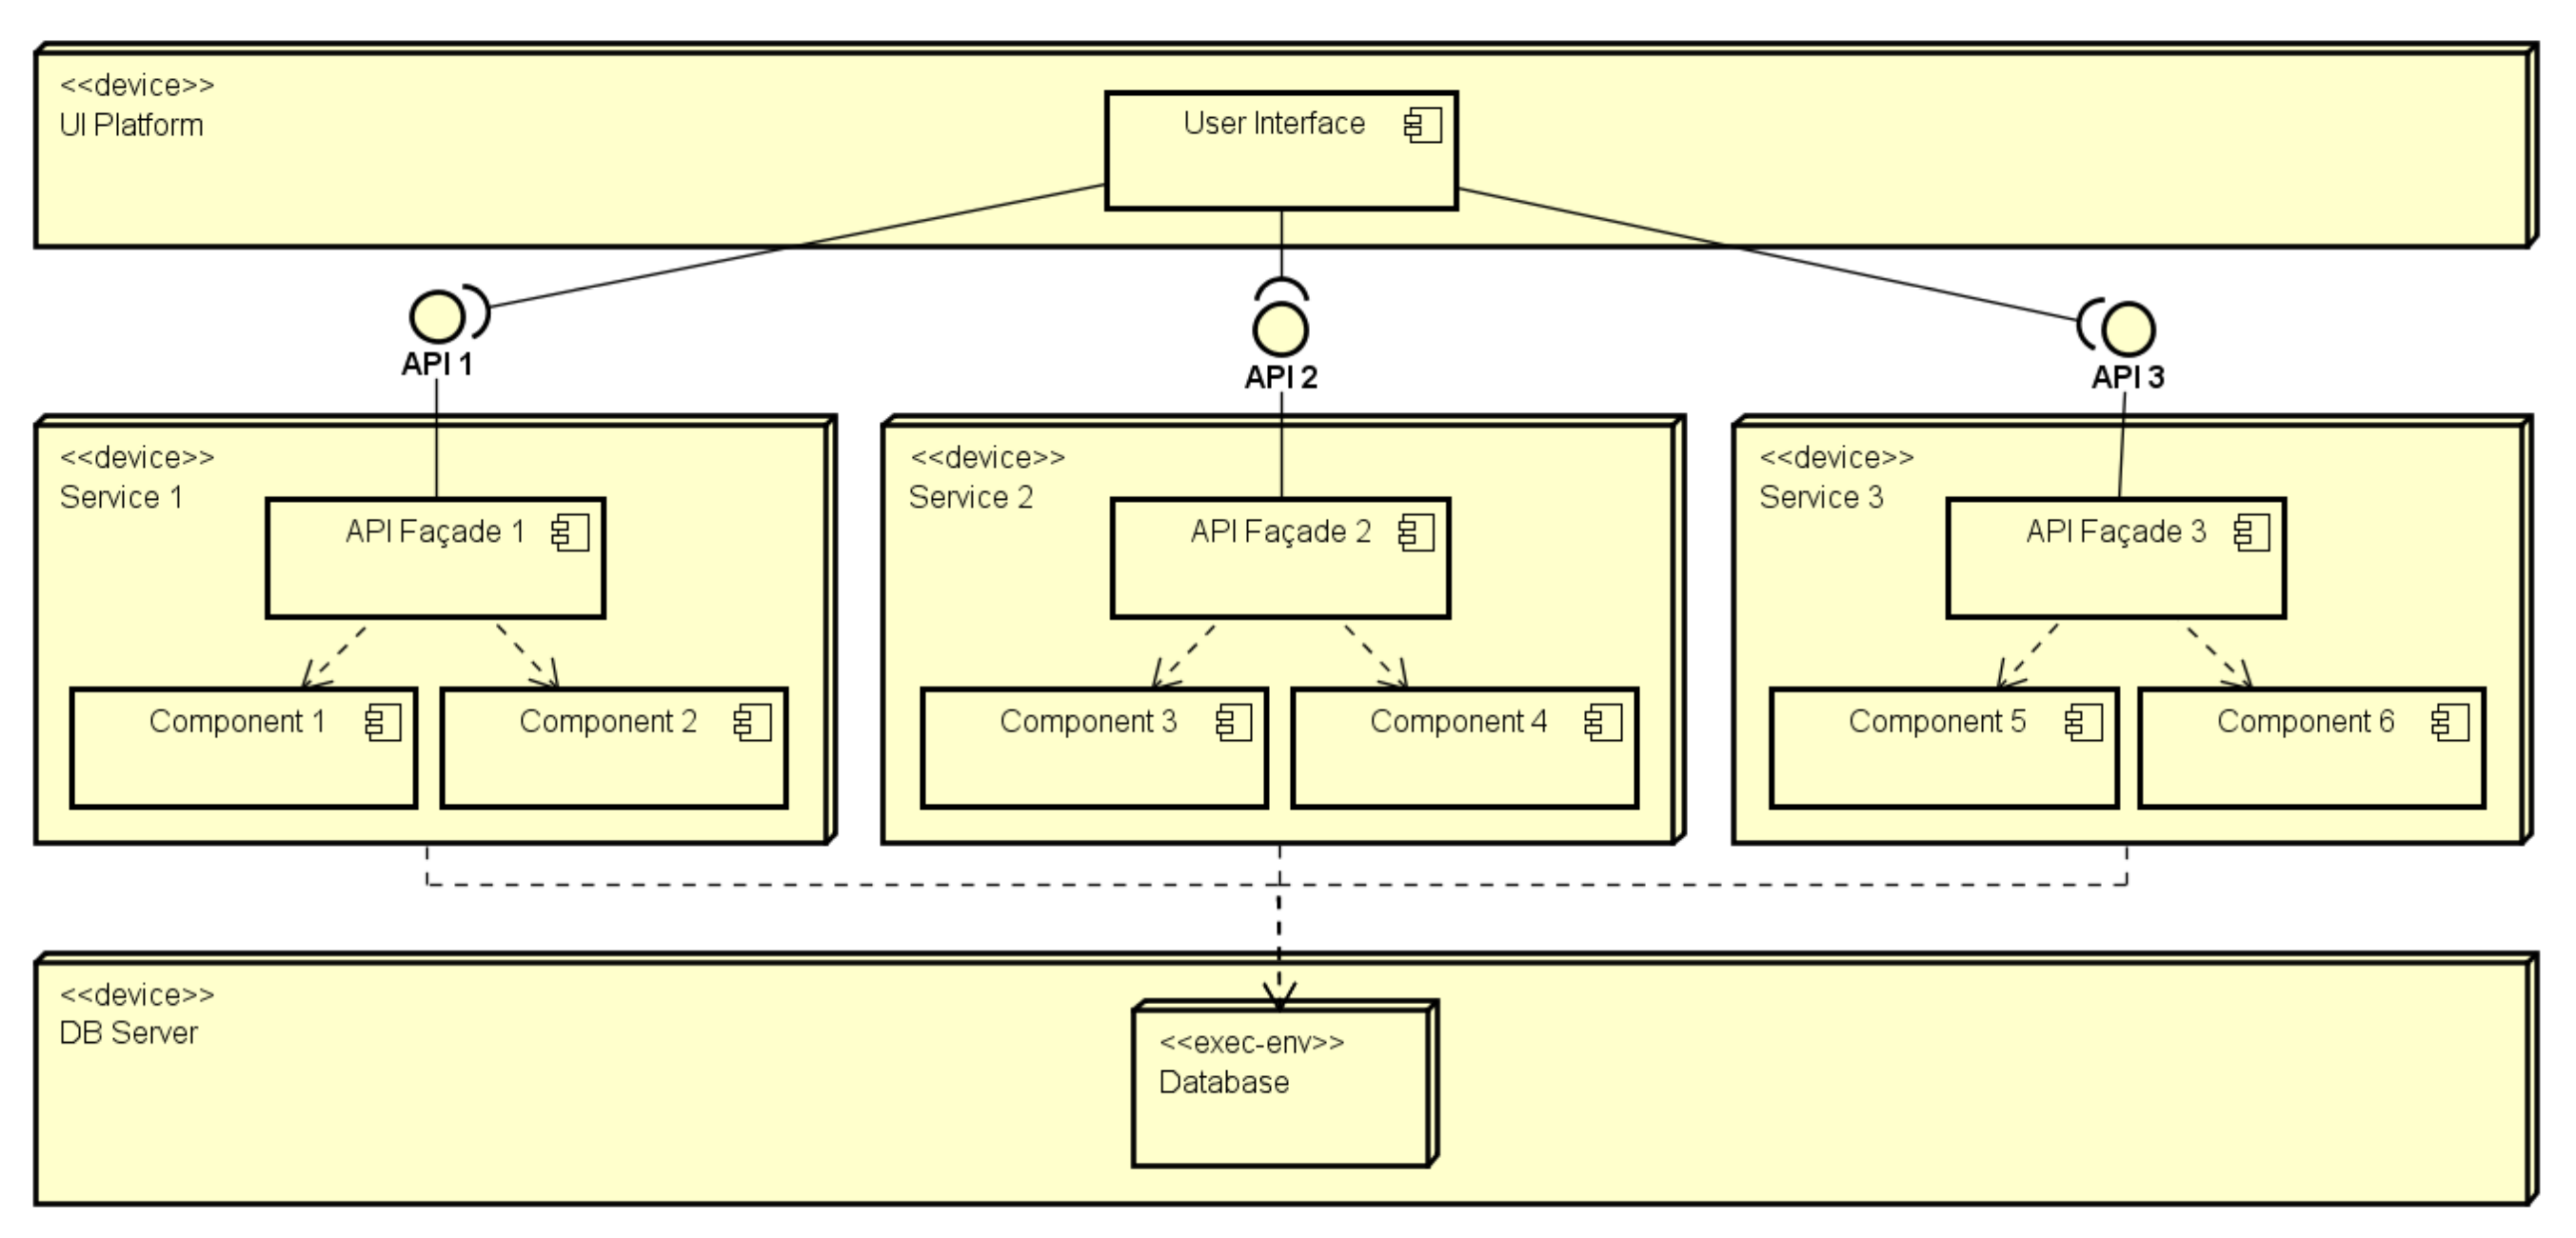 <<device>>
UI Platform
User Interface
API 1
API 2
API 3
<<device>>
Service 1
API Façade 1
Component 1
Component 2
<<device>>
Service 2
API Façade 2
Component 3
Component 4
<<device>>
Service 3
API Façade 3
Component 5
Component 6
<<device>>
DB Server
<<exec-env>>
Database